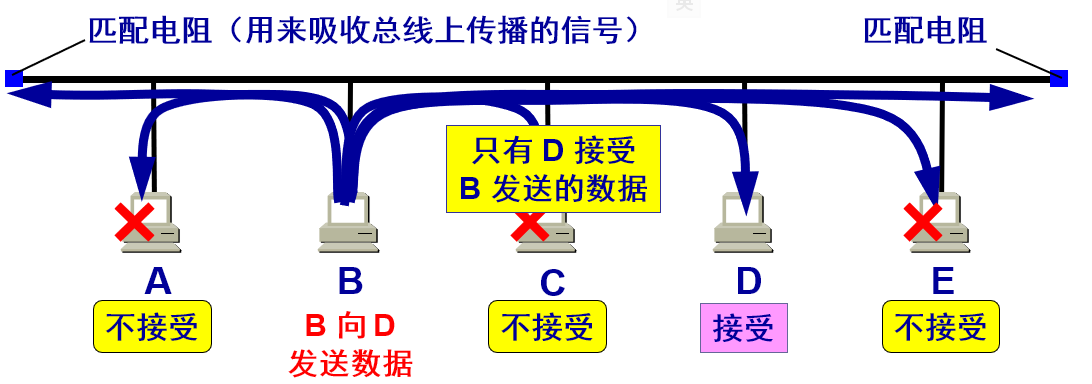 英
匹配电阻（用来吸收总线上传播的信号）
匹配电阻
只有 D 接受
B 发送的数据
A
B
C
D
E
不接受
B 向 D
发送数据
不接受
接受
不接受